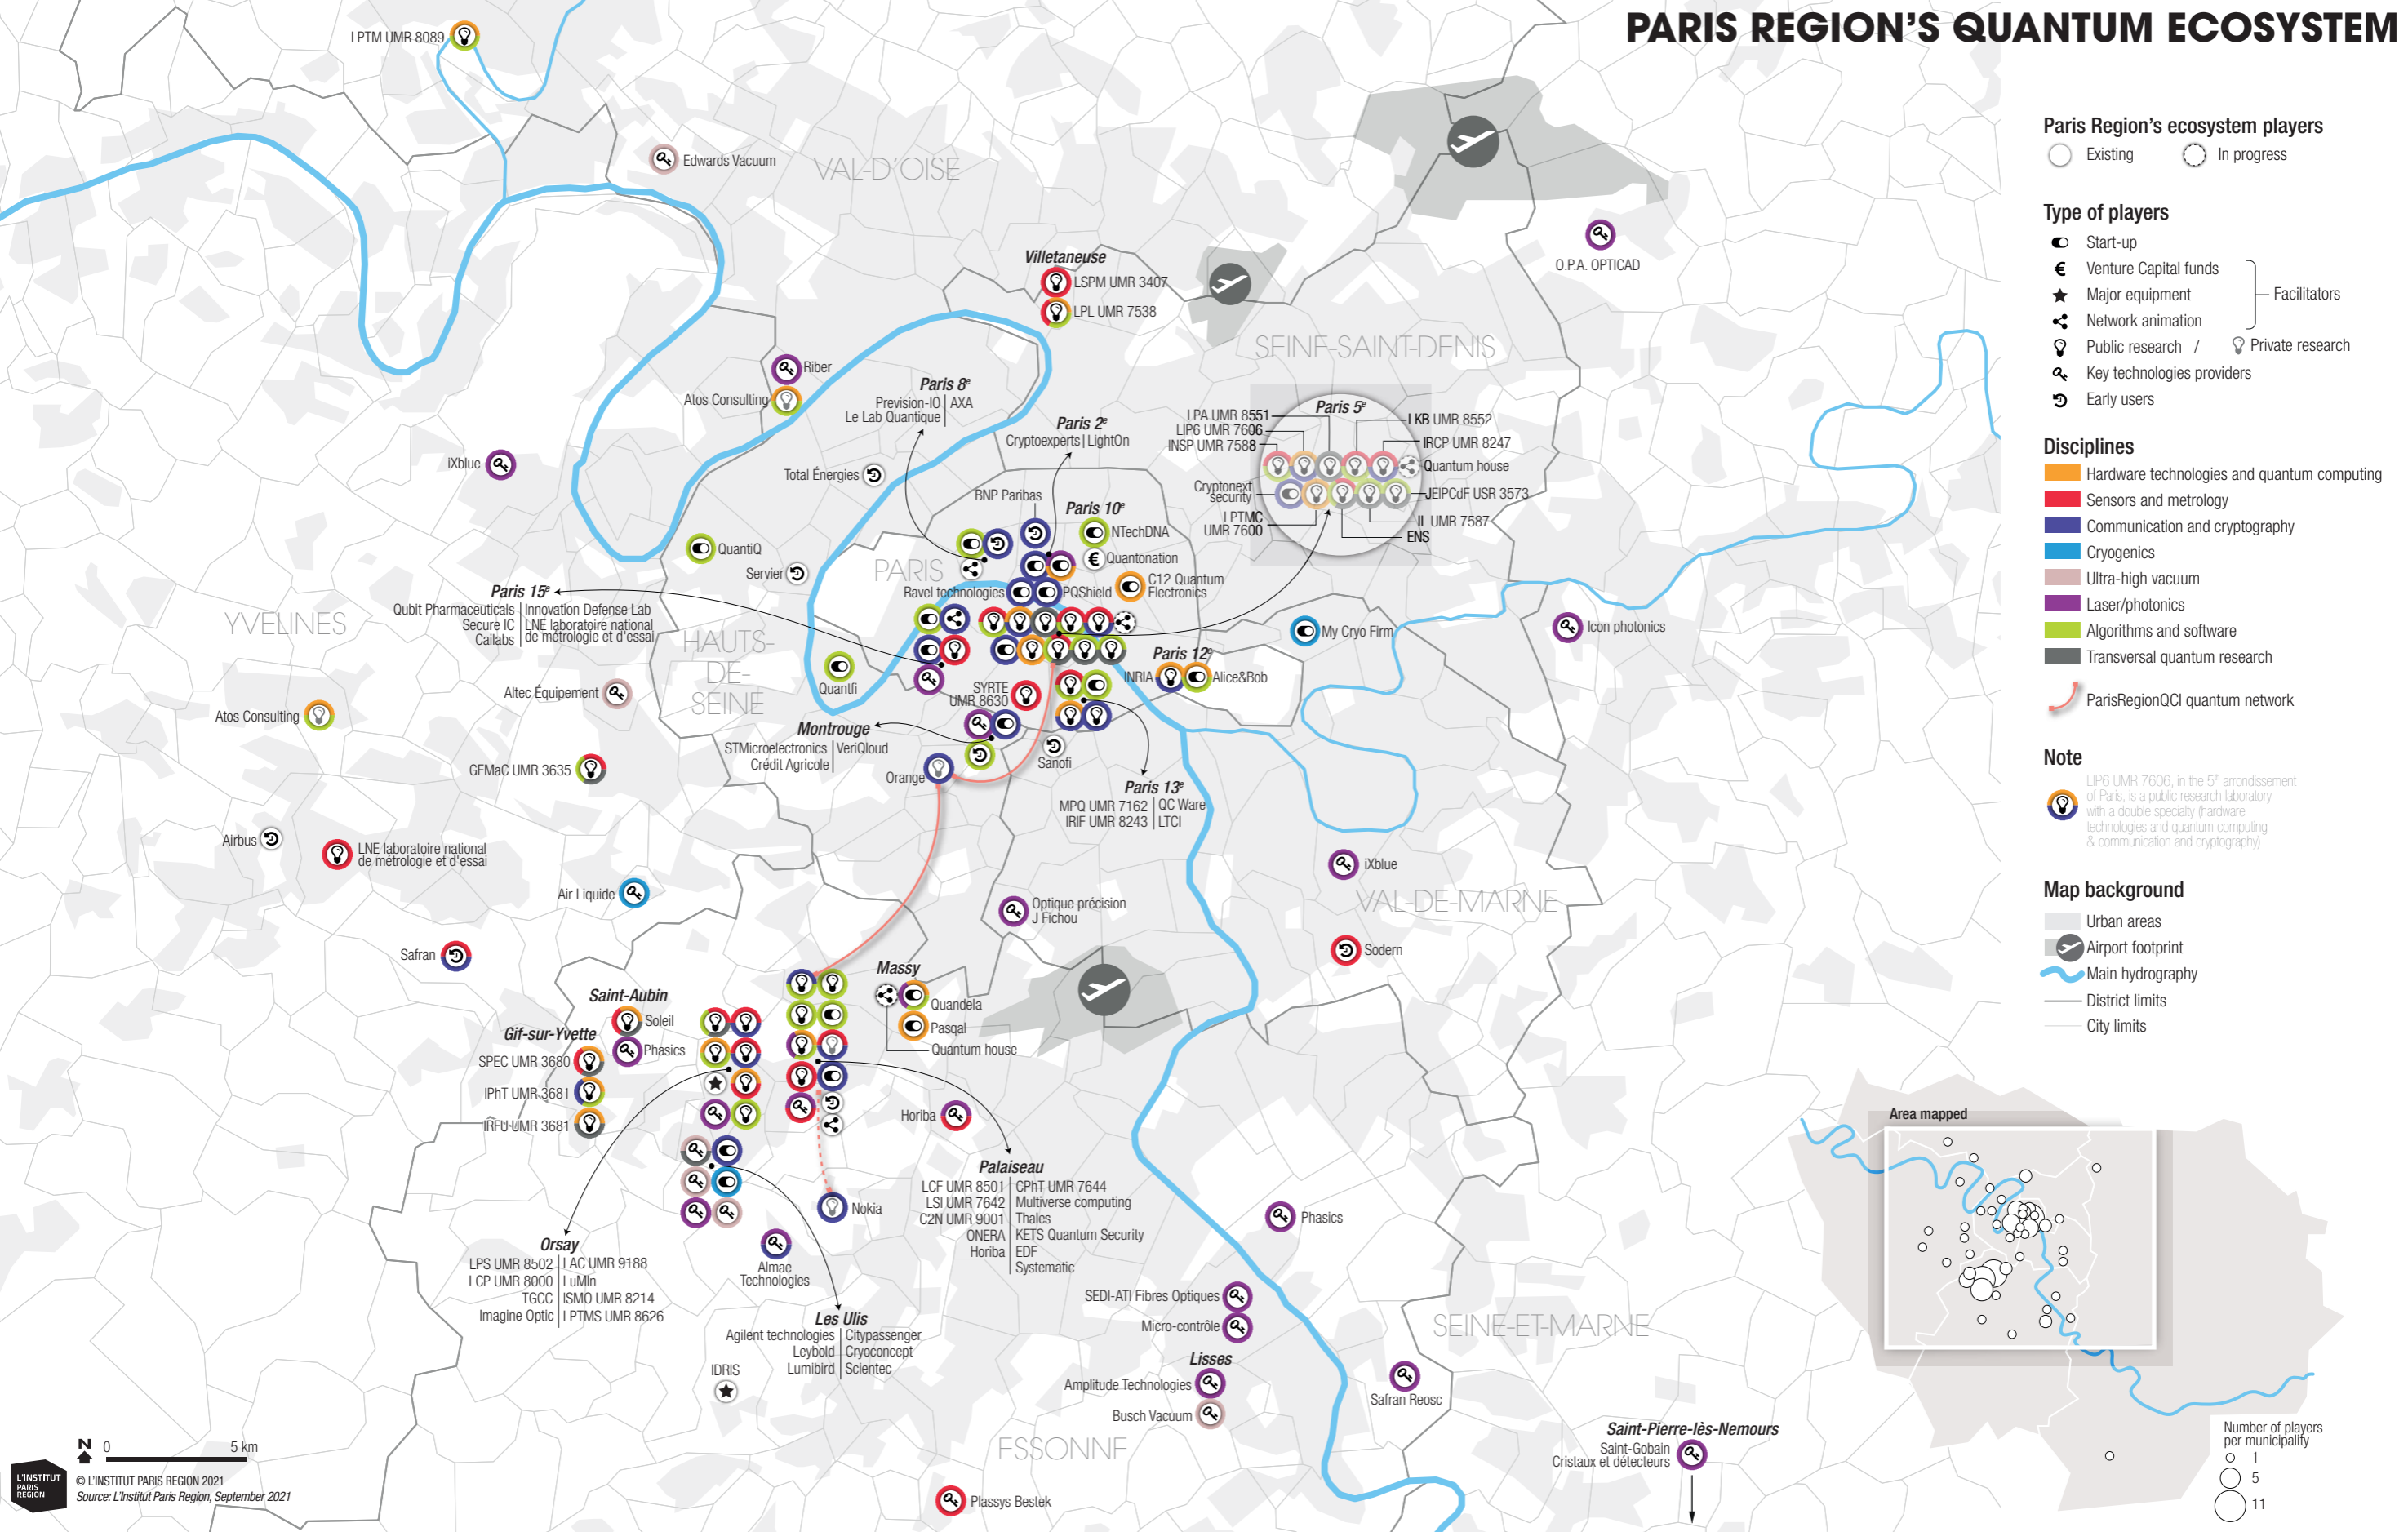 PARIS REGION'S QUANTUM ECOSYSTEM
LPTM UMR 8089
Edwards Vacuum
VAL-D'OISE
O.P.A. OPTICAD
Villetaneuse
LSPM UMR 3407
LPL UMR 7538
SEINE-SAINT-DENIS
Riber
Atos Consulting
Paris 8e
Prevision-IO
AXA
Le Lab Quantique
Paris 2e
Cryptoexperts
LightOn
Paris 5e
LPA UMR 8551
LIP6 UMR 7606
INSP UMR 7588
LKB UMR 8552
IRCP UMR 8247
Quantum house
Cryptonext
security
JEIPCdF USR 3573
LPTMC
UMR 7600
IL UMR 7587
ENS
iXblue
Total Énergies
BNP Paribas
Paris 10e
NTechDNA
Quantonation
C12 Quantum
Electronics
QuantiQ
Servier
PARIS
Ravel technologies
PQShield
Paris 15e
Qubit Pharmaceuticals
Secure IC
Cailabs
Innovation Defense Lab
LNE laboratoire national
de métrologie et d'essai
YVELINES
HAUTS-
DE-
SEINE
My Cryo Firm
Icon photonics
Quantfi
Paris 12e
INRIA
Alice&Bob
SYRTE
UMR 8630
Altec Équipement
Atos Consulting
Montrouge
STMicroelectronics
Crédit Agricole
VeriQloud
Sanofi
Orange
GEMaC UMR 3635
Paris 13e
MPQ UMR 7162
IRIF UMR 8243
QC Ware
LTCI
Airbus
LNE laboratoire national
de métrologie et d'essai
Air Liquide
iXblue
VAL-DE-MARNE
Optique précision
J Fichou
Safran
Sodern
Massy
Quandela
Pasqal
Quantum house
Saint-Aubin
Soleil
Phasics
Gif-sur-Yvette
SPEC UMR 3680
IPhT UMR 3681
IRFU UMR 3681
Horiba
Nokia
Palaiseau
LCF UMR 8501
LSI UMR 7642
C2N UMR 9001
ONERA
Horiba
CPhT UMR 7644
Multiverse computing
Thales
KETS Quantum Security
EDF
Systematic
Phasics
Orsay
LPS UMR 8502
LCP UMR 8000
TGCC
Imagine Optic
LAC UMR 9188
LuMIn
ISMO UMR 8214
LPTMS UMR 8626
Almae
Technologies
Les Ulis
Agilent technologies
Leybold
Lumibird
Citypassenger
Cryoconcept
Scientec
IDRIS
SEDI-ATI Fibres Optiques
Micro-contrôle
Lisses
Amplitude Technologies
Busch Vacuum
SEINE-ET-MARNE
Safran Reosc
ESSONNE
Saint-Pierre-lès-Nemours
Saint-Gobain
Cristaux et détecteurs
Plassys Bestek
Paris Region's ecosystem players
Existing
In progress
Type of players
Start-up
€ Venture Capital funds
Major equipment
Network animation
Facilitators
Public research /
Private research
Key technologies providers
Early users
Disciplines
Hardware technologies and quantum computing
Sensors and metrology
Communication and cryptography
Cryogenics
Ultra-high vacuum
Laser/photonics
Algorithms and software
Transversal quantum research
ParisRegionQCI quantum network
Note
LIP6 UMR 7606, in the 5th arrondissement
of Paris, is a public research laboratory
with a double specialty (hardware
technologies and quantum computing
& communication and cryptography)
Map background
Urban areas
Airport footprint
Main hydrography
District limits
City limits
Area mapped
Number of players
per municipality
1
5
11
N
0
5 km
L'INSTITUT
PARIS
REGION
© L'INSTITUT PARIS REGION 2021
Source: L'Institut Paris Region, September 2021